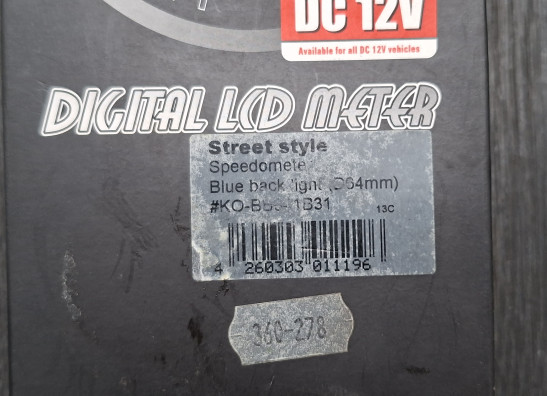 DC 12V
Available for all DC 12V vehicles
DIGITAL LCD METER
Street style
Blue back light
#
13C
4 260303 011196
360-278